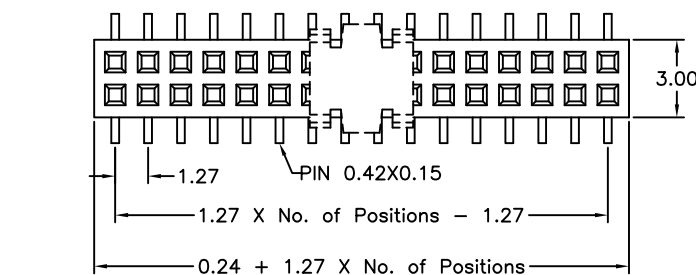 3.00
1.27
PIN 0.42X0.15
1.27 X No. of Positions - 1.27
0.24 + 1.27 X No. of Positions